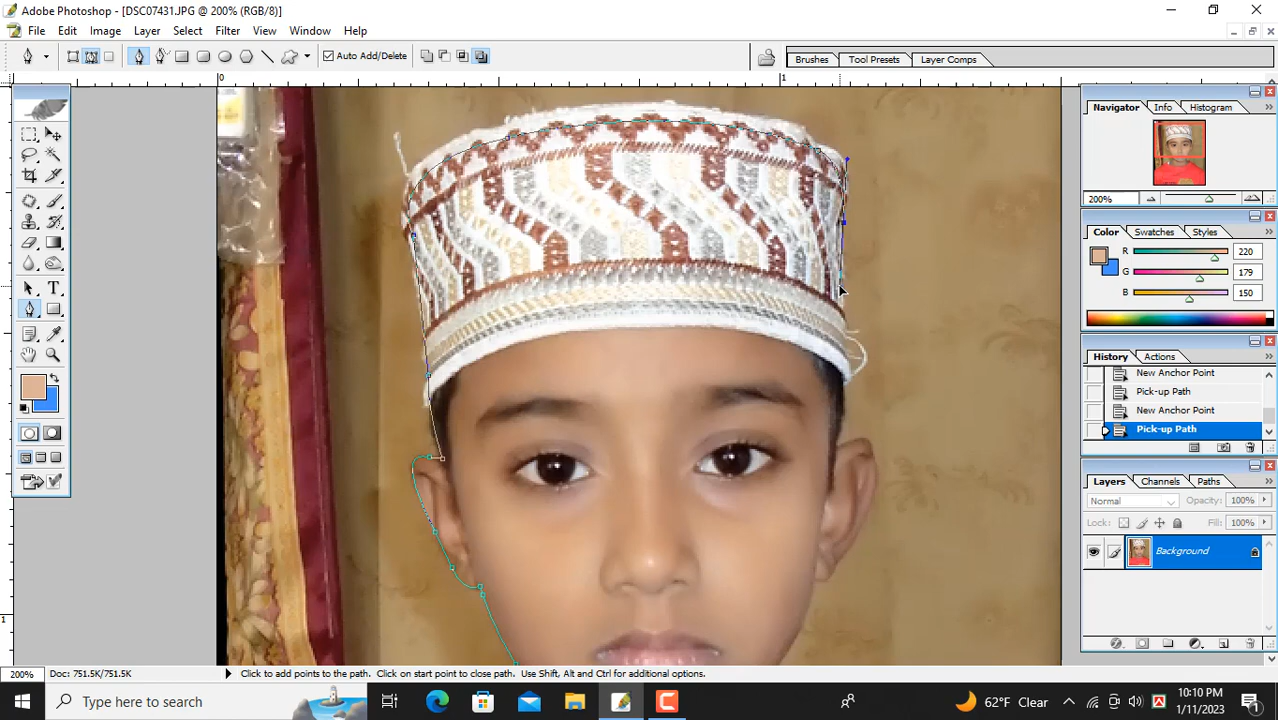 Adobe Photoshop - [DSC07431.JPG @ 200% (RGB/8)]
File Edit Image Layer Select Filter View Window Help
Auto Add/Delete
Brushes Tool Presets Layer Comps
0 1
Navigator Info Histogram
200%
Color Swatches Styles
R 220
G 179
B 150
History Actions
New Anchor Point
Pick-up Path
New Anchor Point
Pick-up Path
Layers Channels Paths
Normal Opacity: 100%
Lock: Fill: 100%
Background
1
T
200% Doc: 751.5K/751.5K Click to add points to the path. Click on start point to close path. Use Shift, Alt and Ctrl for additional options.
Type here to search
62°F Clear
A
10:10 PM
1/11/2023
1